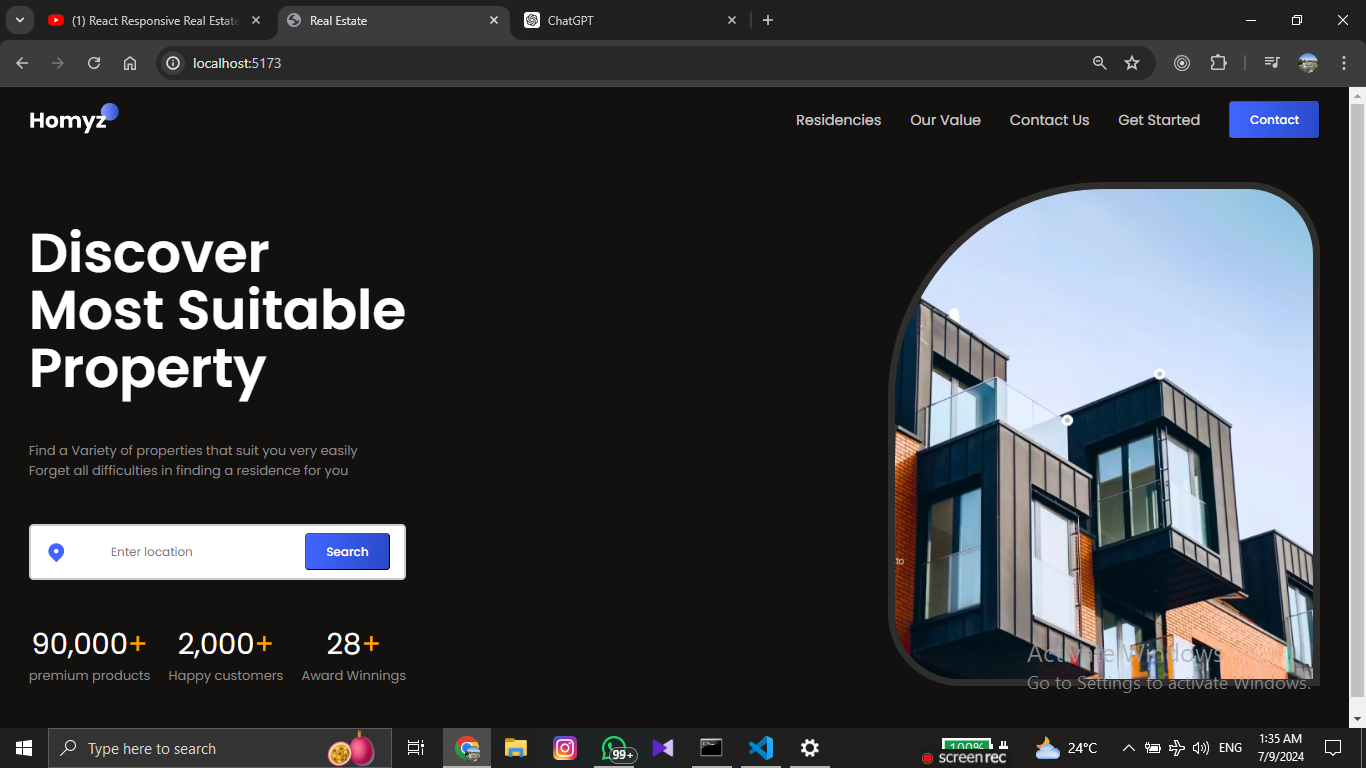 (1) React Responsive Real Estate
Real Estate
ChatGPT
localhost:5173
Homyz
Residencies
Our Value
Contact Us
Get Started
Contact
Discover
Most Suitable
Property
Find a Variety of properties that suit you very easily
Forget all difficulties in finding a residence for you
Enter location
Search
90,000+
2,000+
28+
premium products
Happy customers
Award Winnings
to
Activate Windows
Go to Settings to activate Windows.
Type here to search
99+
100%
screenrec
24°C
ENG
1:35 AM
7/9/2024